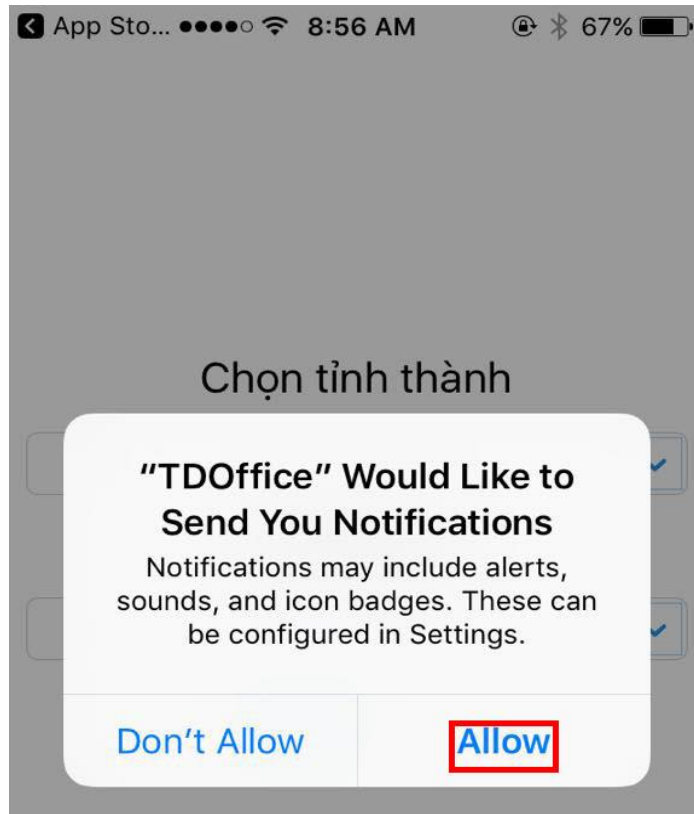 App Sto... 8:56 AM 67%
Chọn tỉnh thành
“TDOffice” Would Like to
Send You Notifications
Notifications may include alerts,
sounds, and icon badges. These can
be configured in Settings.
Don’t Allow Allow